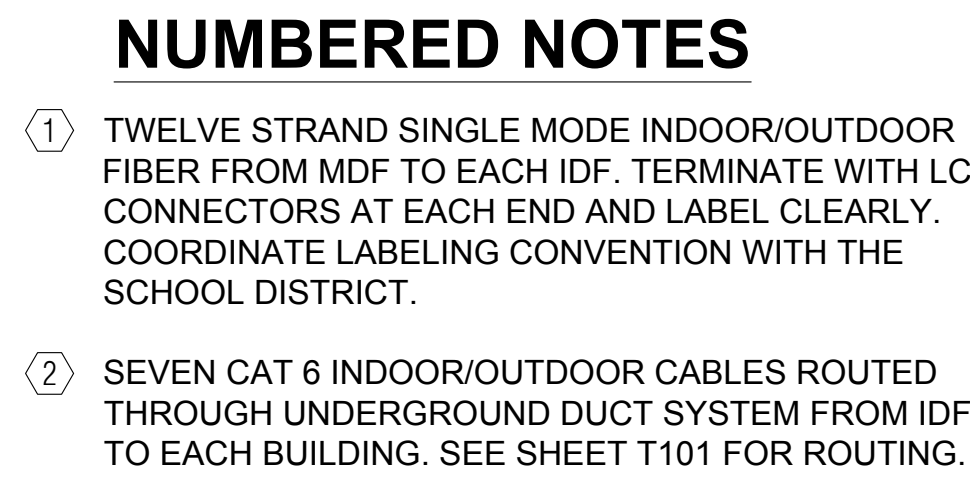 NUMBERED NOTES
1 TWELVE STRAND SINGLE MODE INDOOR/OUTDOOR
FIBER FROM MDF TO EACH IDF. TERMINATE WITH LC
CONNECTORS AT EACH END AND LABEL CLEARLY.
COORDINATE LABELING CONVENTION WITH THE
SCHOOL DISTRICT.
2 SEVEN CAT 6 INDOOR/OUTDOOR CABLES ROUTED
THROUGH UNDERGROUND DUCT SYSTEM FROM IDF
TO EACH BUILDING. SEE SHEET T101 FOR ROUTING.